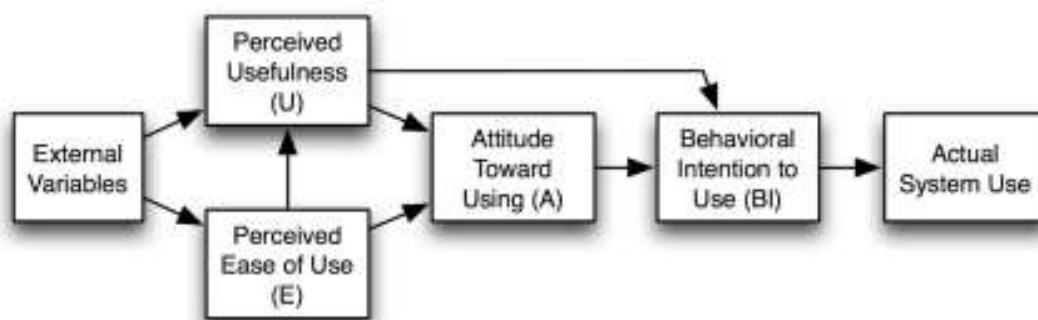 External
Variables
Perceived
Usefulness
(U)
Perceived
Ease of Use
(E)
Attitude
Toward
Using (A)
Behavioral
Intention to
Use (BI)
Actual
System Use